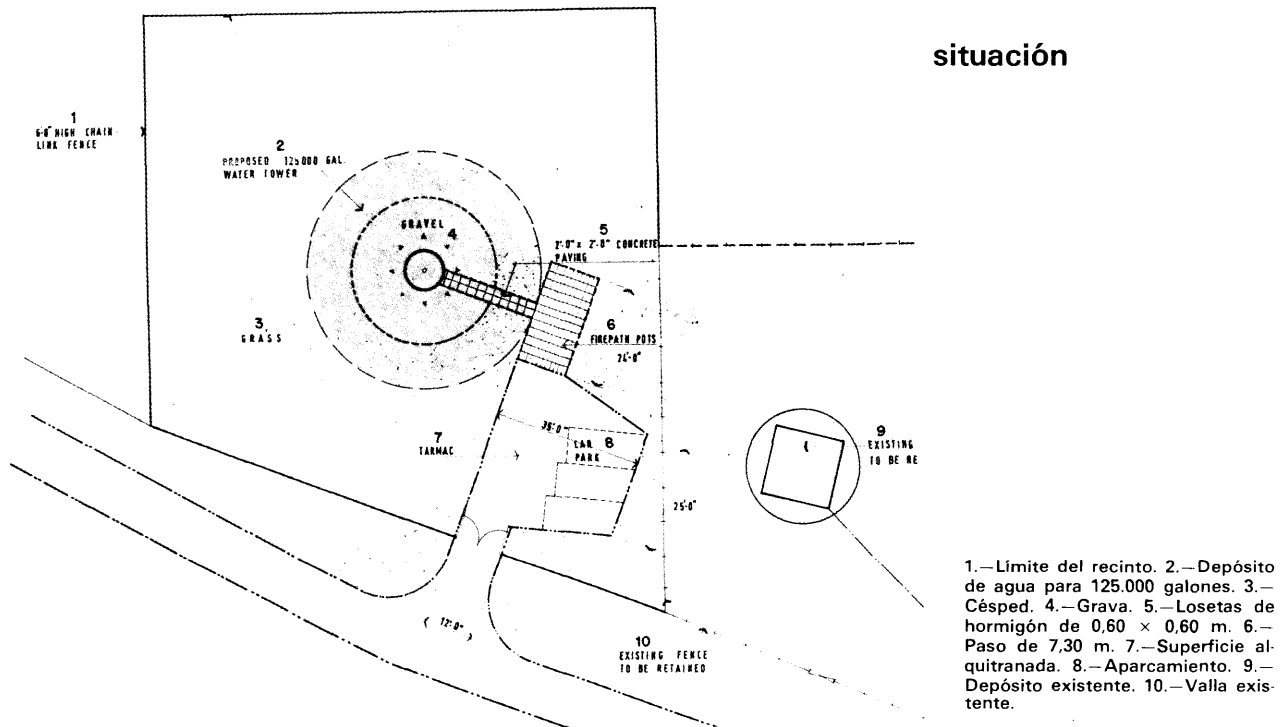 situación
1
6'-0" HIGH CHAIN
LINK FENCE
2
PROPOSED 125000 GAL.
WATER TOWER
GRAVEL
4
5
2'-0" x 2'-0" CONCRETE
PAVING
3
GRASS
6
FIREPATH POTS
24'-0"
7
TARMAC
CAR 8
PARK
9
EXISTING
TO BE RE
25'-0"
12'-0"
10
EXISTING FENCE
TO BE RETAINED
1.—Límite del recinto. 2.—Depósito
de agua para 125.000 galones. 3.—
Césped. 4.—Grava. 5.—Losetas de
hormigón de 0,60 × 0,60 m. 6.—
Paso de 7,30 m. 7.—Superficie al-
quitranada. 8.—Aparcamiento. 9.—
Depósito existente. 10.—Valla exis-
tente.